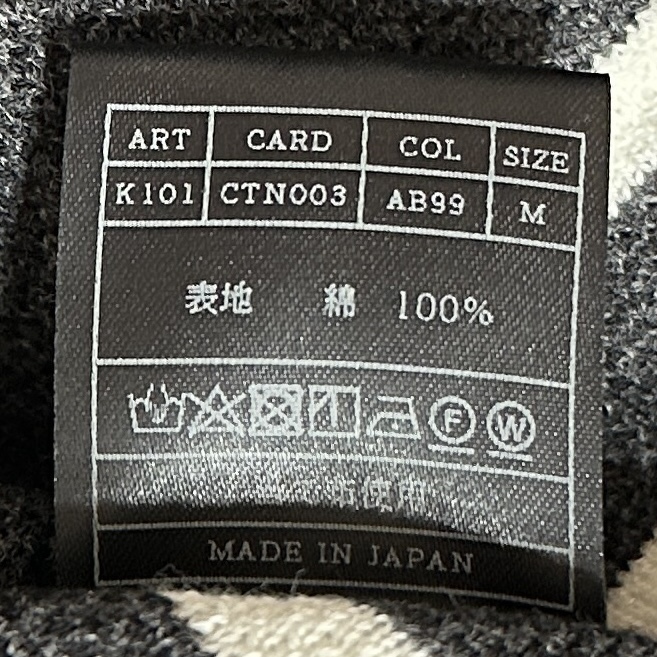 ART CARD COL SIZE
K101 CTN003 AB99 M
表地 綿 100%
F W
MADE IN JAPAN